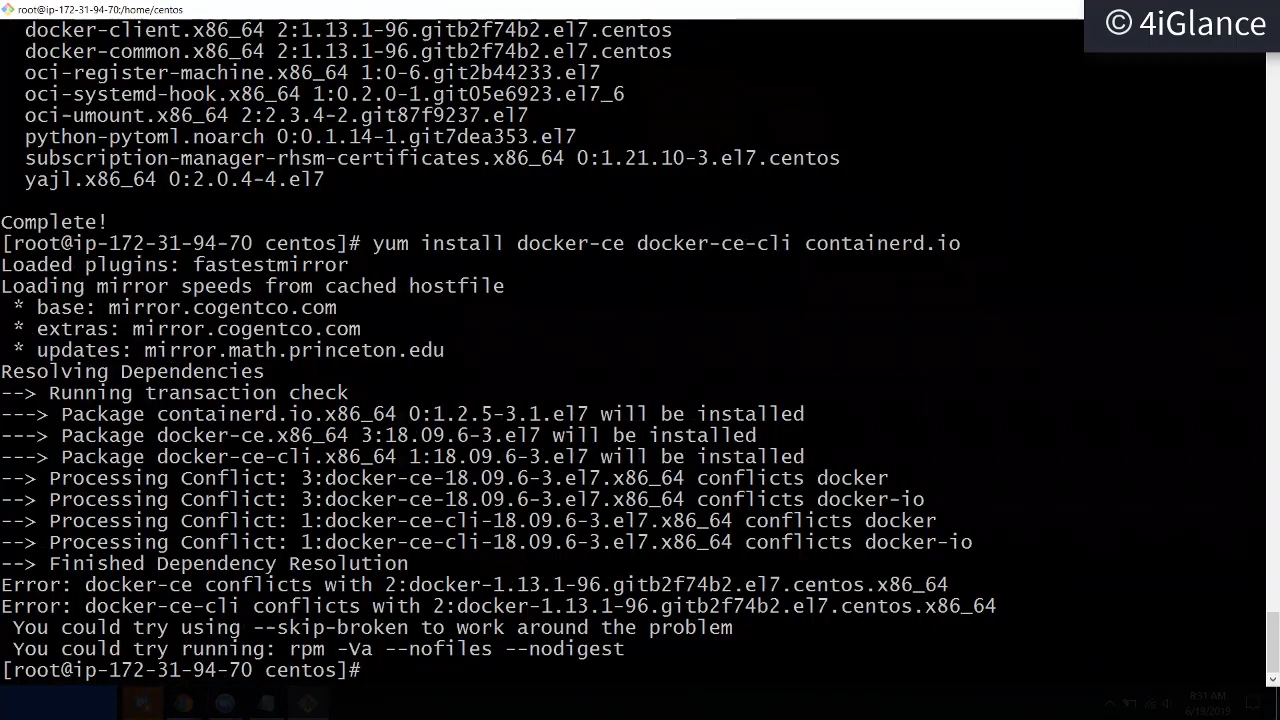 root@ip-172-31-94-70:/home/centos
© 4iGlance
docker-client.x86_64 2:1.13.1-96.gitb2f74b2.el7.centos
docker-common.x86_64 2:1.13.1-96.gitb2f74b2.el7.centos
oci-register-machine.x86_64 1:0-6.git2b44233.el7
oci-systemd-hook.x86_64 1:0.2.0-1.git05e6923.el7_6
oci-umount.x86_64 2:2.3.4-2.git87f9237.el7
python-pytoml.noarch 0:0.1.14-1.git7dea353.el7
subscription-manager-rhsm-certificates.x86_64 0:1.21.10-3.el7.centos
yajl.x86_64 0:2.0.4-4.el7
Complete!
[root@ip-172-31-94-70 centos]# yum install docker-ce docker-ce-cli containerd.io
Loaded plugins: fastestmirror
Loading mirror speeds from cached hostfile
* base: mirror.cogentco.com
* extras: mirror.cogentco.com
* updates: mirror.math.princeton.edu
Resolving Dependencies
--> Running transaction check
---> Package containerd.io.x86_64 0:1.2.5-3.1.el7 will be installed
---> Package docker-ce.x86_64 3:18.09.6-3.el7 will be installed
---> Package docker-ce-cli.x86_64 1:18.09.6-3.el7 will be installed
--> Processing Conflict: 3:docker-ce-18.09.6-3.el7.x86_64 conflicts docker
--> Processing Conflict: 3:docker-ce-18.09.6-3.el7.x86_64 conflicts docker-io
--> Processing Conflict: 1:docker-ce-cli-18.09.6-3.el7.x86_64 conflicts docker
--> Processing Conflict: 1:docker-ce-cli-18.09.6-3.el7.x86_64 conflicts docker-io
--> Finished Dependency Resolution
Error: docker-ce conflicts with 2:docker-1.13.1-96.gitb2f74b2.el7.centos.x86_64
Error: docker-ce-cli conflicts with 2:docker-1.13.1-96.gitb2f74b2.el7.centos.x86_64
You could try using --skip-broken to work around the problem
You could try running: rpm -Va --nofiles --nodigest
[root@ip-172-31-94-70 centos]#
8:31 AM
6/19/2019